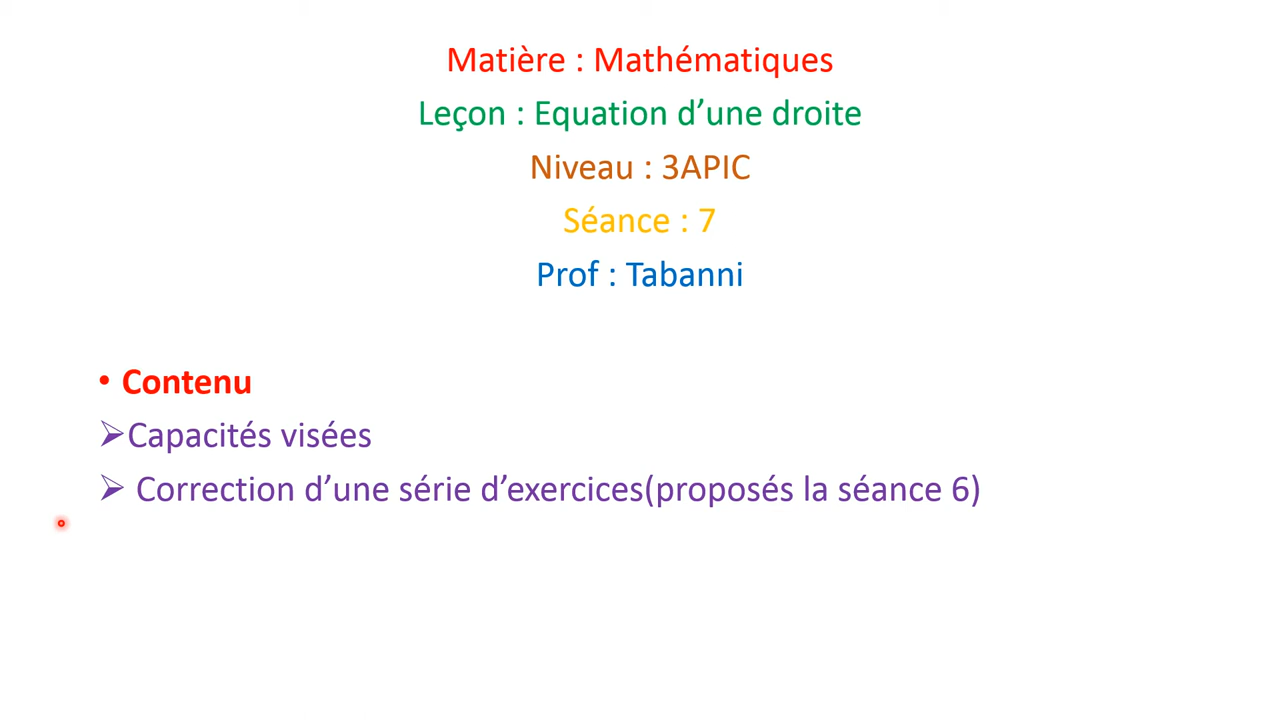 Matière : Mathématiques
Leçon : Equation d’une droite
Niveau : 3APIC
Séance : 7
Prof : Tabanni
• Contenu
➢Capacités visées
➢ Correction d’une série d’exercices(proposés la séance 6)